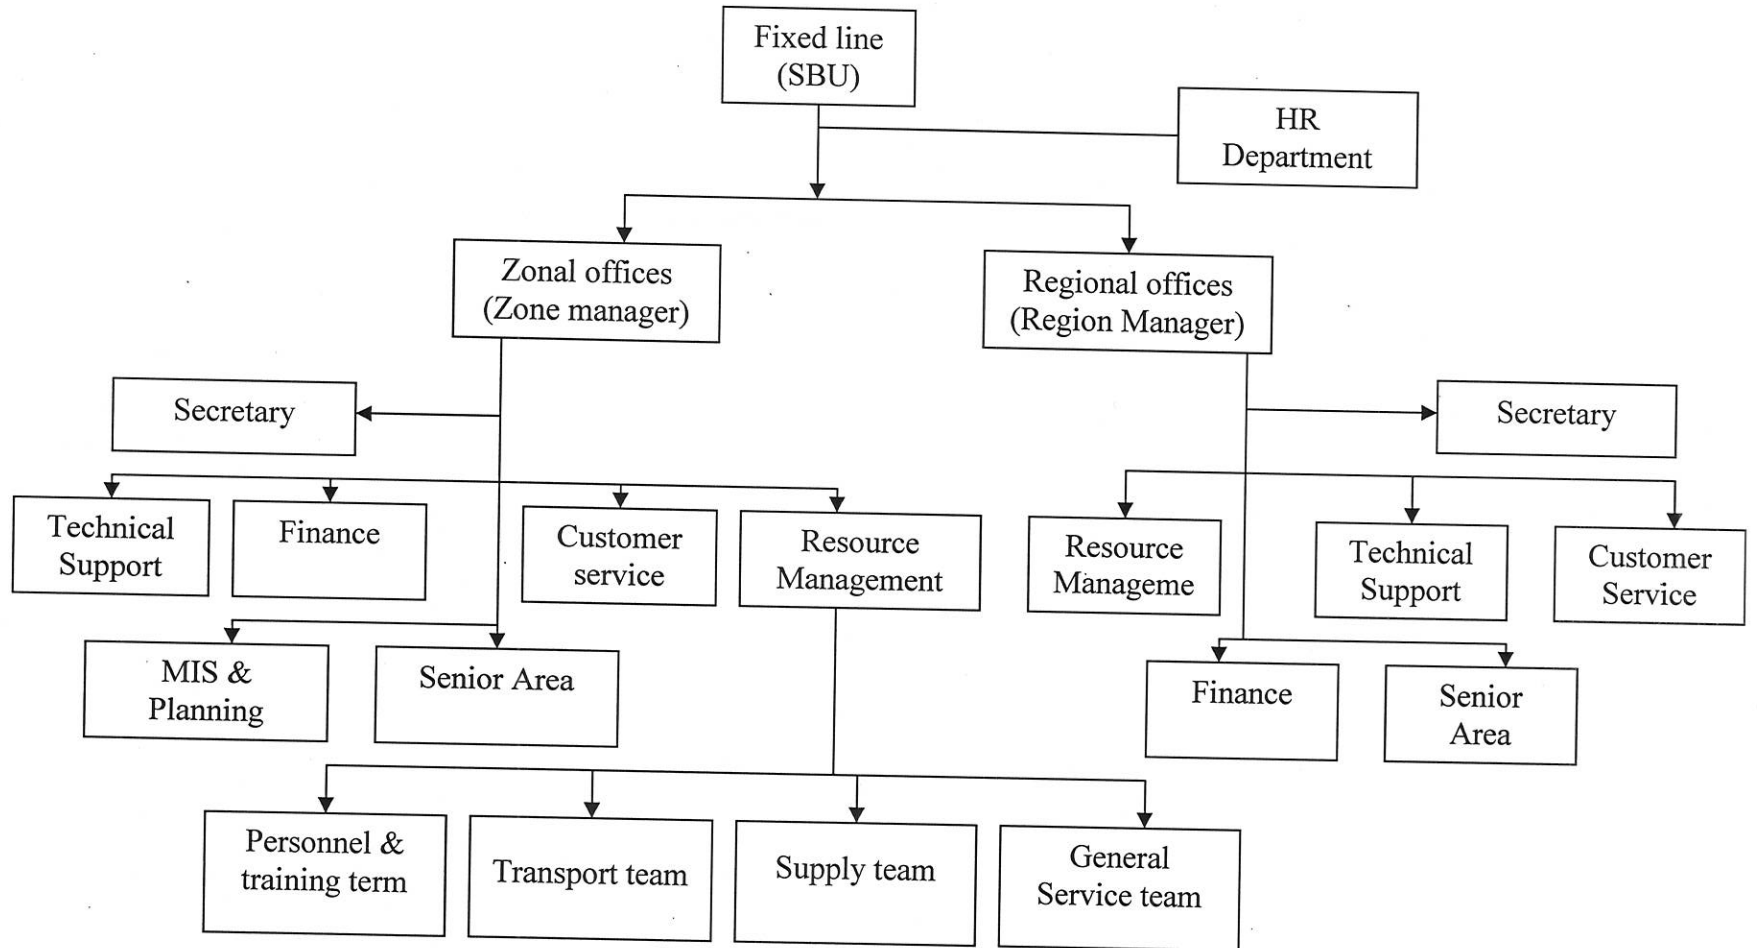 Fixed line
(SBU)
HR
Department
Zonal offices
(Zone manager)
Regional offices
(Region Manager)
Secretary
Secretary
Technical
Support
Finance
Customer
service
Resource
Management
Resource
Manageme
Technical
Support
Customer
Service
MIS &
Planning
Senior Area
Finance
Senior
Area
Personnel &
training term
Transport team
Supply team
General
Service team